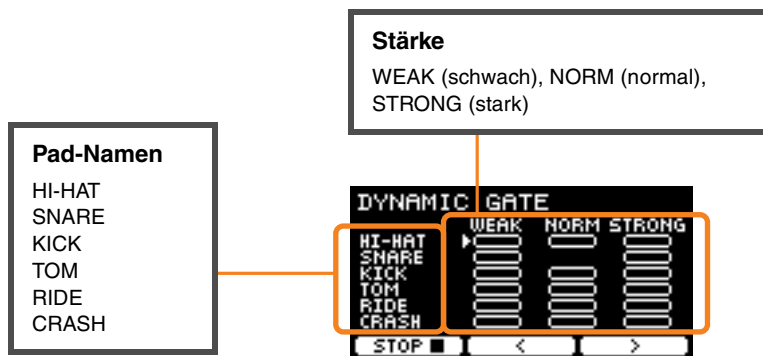 Stärke
WEAK (schwach), NORM (normal),
STRONG (stark)
Pad-Namen
HI-HAT
SNARE
KICK
TOM
RIDE
CRASH
DYNAMIC GATE
WEAK NORM STRONG
HI-HAT
SNARE
KICK
TOM
RIDE
CRASH
STOP ■ < >